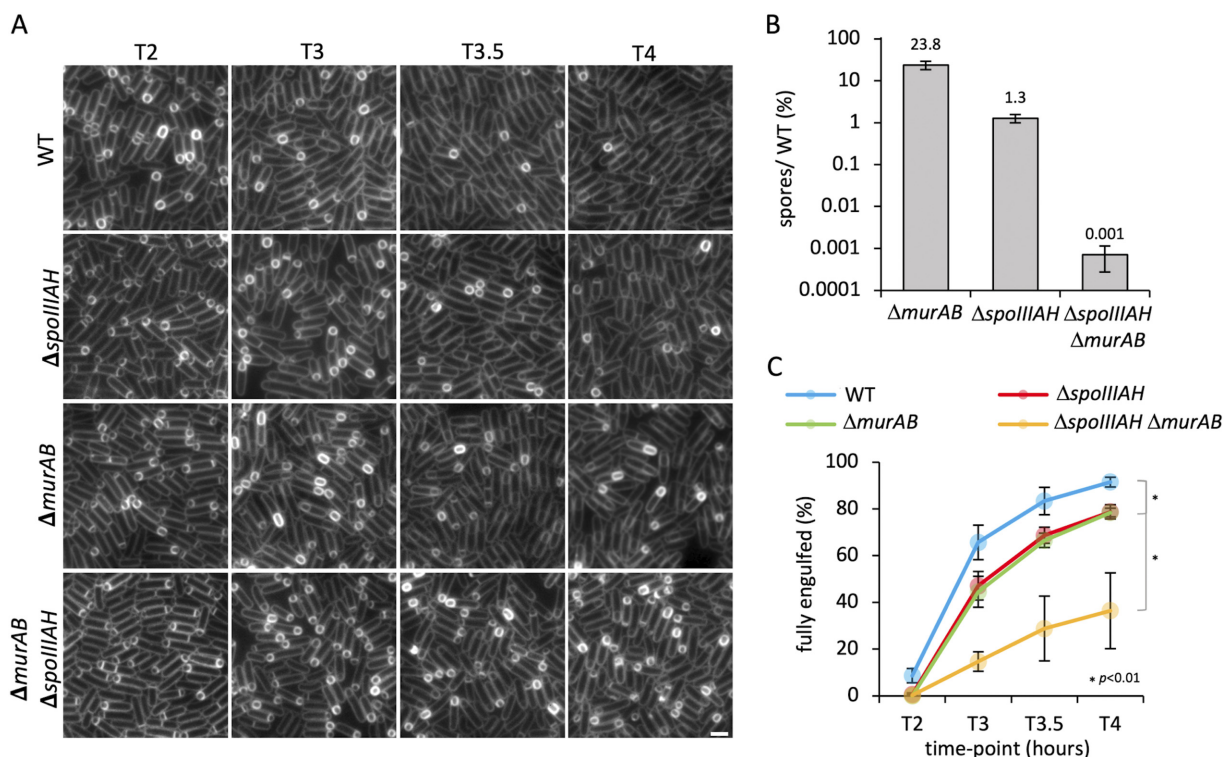 A
T2 T3 T3.5 T4
WT
ΔspoIIIAH
ΔmurAB
ΔmurAB
ΔspoIIIAH
B
spores/ WT (%)
100
10
1
0.1
0.01
0.001
0.0001
23.8
1.3
0.001
ΔmurAB ΔspoIIIAH ΔspoIIIAH
ΔmurAB
C
WT ΔspoIIIAH
ΔmurAB ΔspoIIIAH ΔmurAB
fully engulfed (%)
100
80
60
40
20
0
*
*
* p<0.01
T2 T3 T3.5 T4
time-point (hours)